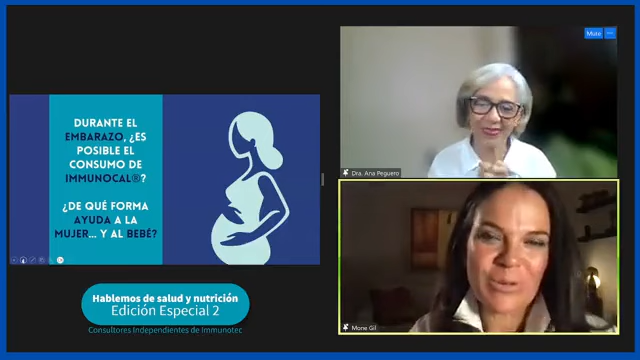 DURANTE EL
EMBARAZO, ¿ES
POSIBLE EL
CONSUMO DE
IMMUNOCAL®?
¿DE QUÉ FORMA
AYUDA A LA
MUJER... Y AL BEBÉ?
Hablemos de salud y nutrición
Edición Especial 2
Consultores Independientes de Immunotec
Mute
Dra. Ana Peguero
Mone Gil